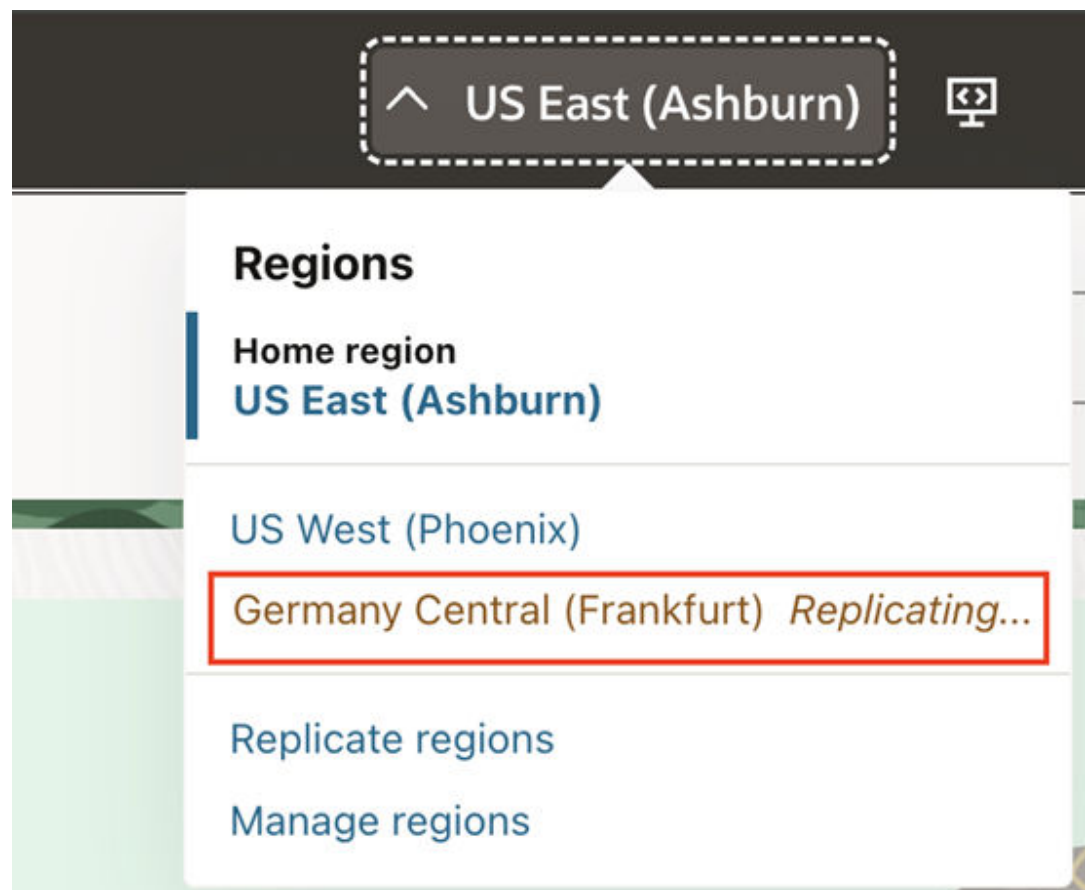 US East (Ashburn)
Regions
Home region
US East (Ashburn)
US West (Phoenix)
Germany Central (Frankfurt) Replicating...
Replicate regions
Manage regions